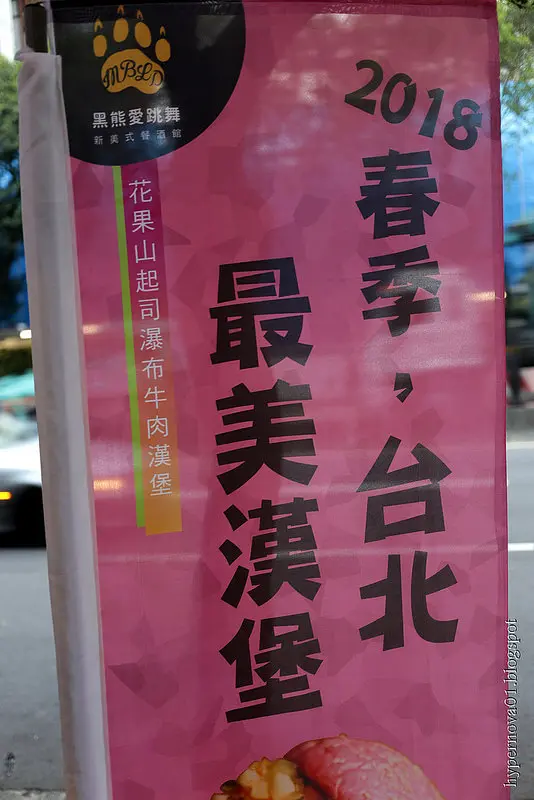 MBLD
黑熊愛跳舞
新美式餐酒館
2018
春季，台北
最美漢堡
花果山起司瀑布牛肉漢堡
hypernova01.blogspot